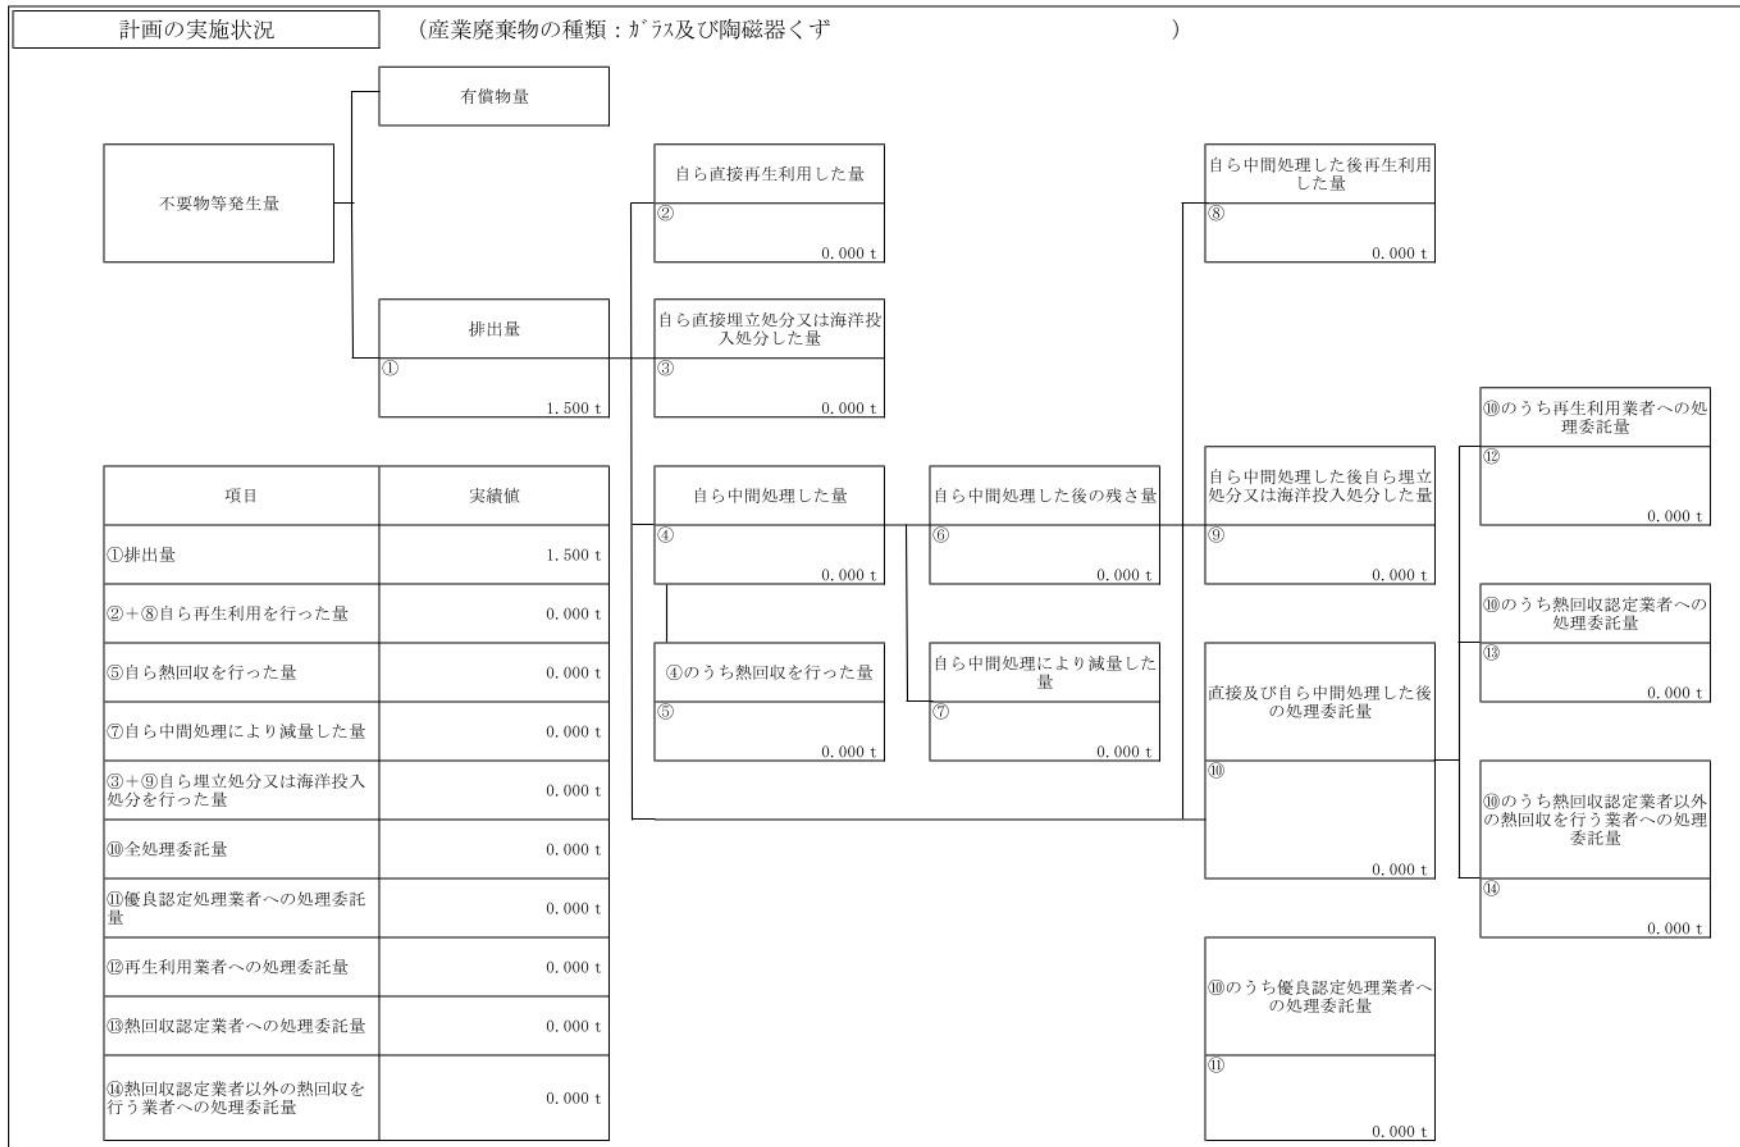 計画の実施状況
（産業廃棄物の種類：ｶﾞﾗｽ及び陶磁器くず　　　　　　　　　　　　　　）
有償物量
不要物等発生量
自ら直接再生利用した量
②
0.000 t
自ら中間処理した後再生利用
した量
⑧
0.000 t
排出量
①
1.500 t
自ら直接埋立処分又は海洋投
入処分した量
③
0.000 t
⑩のうち再生利用業者への処
理委託量
⑫
0.000 t
自ら中間処理した量
④
0.000 t
自ら中間処理した後の残さ量
⑥
0.000 t
自ら中間処理した後自ら埋立
処分又は海洋投入処分した量
⑨
0.000 t
⑩のうち熱回収認定業者への
処理委託量
⑬
0.000 t
④のうち熱回収を行った量
⑤
0.000 t
自ら中間処理により減量した
量
⑦
0.000 t
直接及び自ら中間処理した後
の処理委託量
⑩
0.000 t
⑩のうち熱回収認定業者以外
の熱回収を行う業者への処理
委託量
⑭
0.000 t
⑩のうち優良認定処理業者へ
の処理委託量
⑪
0.000 t
項目 実績値
①排出量 1.500 t
②＋⑧自ら再生利用を行った量 0.000 t
⑤自ら熱回収を行った量 0.000 t
⑦自ら中間処理により減量した量 0.000 t
③＋⑨自ら埋立処分又は海洋投入
処分を行った量 0.000 t
⑩全処理委託量 0.000 t
⑪優良認定処理業者への処理委託
量 0.000 t
⑫再生利用業者への処理委託量 0.000 t
⑬熱回収認定業者への処理委託量 0.000 t
⑭熱回収認定業者以外の熱回収を
行う業者への処理委託量 0.000 t